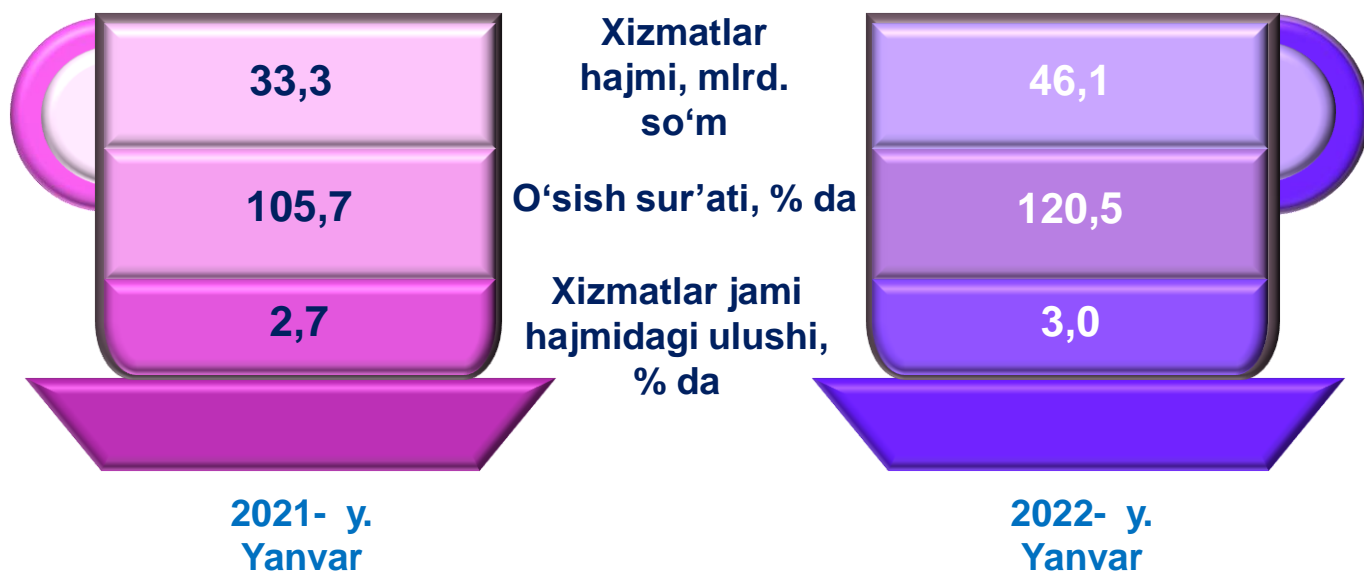 33,3
105,7
2,7
Xizmatlar
hajmi, mlrd.
so‘m
O‘sish sur’ati, % da
Xizmatlar jami
hajmidagi ulushi,
% da
46,1
120,5
3,0
2021- y.
Yanvar
2022- y.
Yanvar